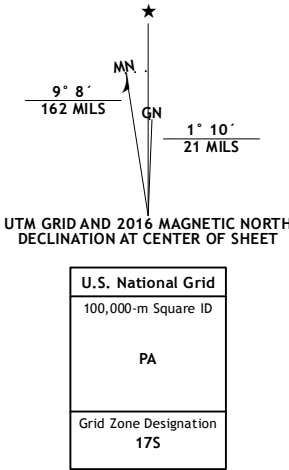 ★
MN
GN
9° 8´
162 MILS
1° 10´
21 MILS
UTM GRID AND 2016 MAGNETIC NORTH
DECLINATION AT CENTER OF SHEET
U.S. National Grid
100,000-m Square ID
PA
Grid Zone Designation
17S